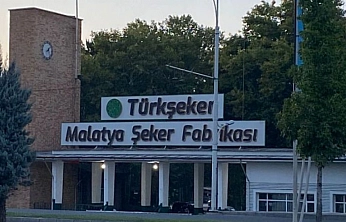 Türkşeker
Malatya Şeker Fabrikası